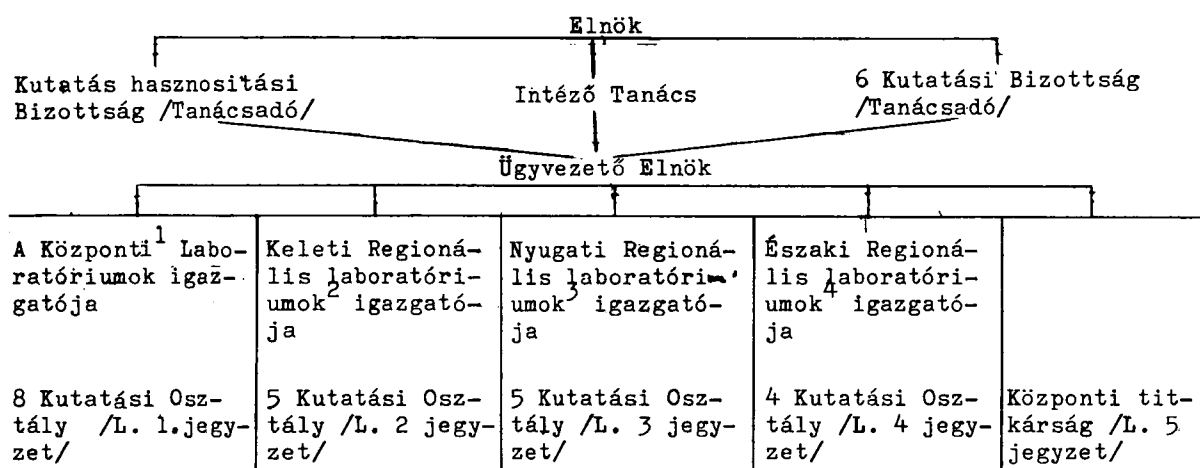 Elnök
Kutatás hasznositási
Bizottság /Tanácsadó/
Intéző Tanács
6 Kutatási Bizottság
/Tanácsadó/
Ügyvezető Elnök
A Központi1 Labo-
ratóriumok igaz-
gatója
8 Kutatási Osz-
tály /L. 1.jegy-
zet/
Keleti Regioná-
lis laboratóri-
umok2 igazgató-
ja
5 Kutatási Osz-
tály /L. 2 jegy-
zet/
Nyugati Regioná-
lis laboratóri-
umok3 igazgató-
ja
5 Kutatási Osz-
tály /L. 3 jegy-
zet/
Északi Regioná-
lis laboratóri-
umok4 igazgató-
ja
4 Kutatási Osz-
tály /L. 4 jegy-
zet/
Központi tit-
kárság /L. 5
jegyzet/